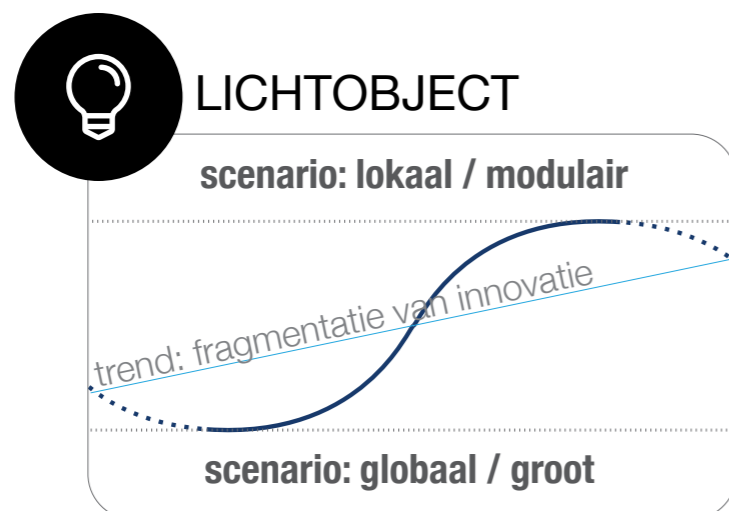 LICHTOBJECT
scenario: lokaal / modulair
trend: fragmentatie van innovatie
scenario: globaal / groot